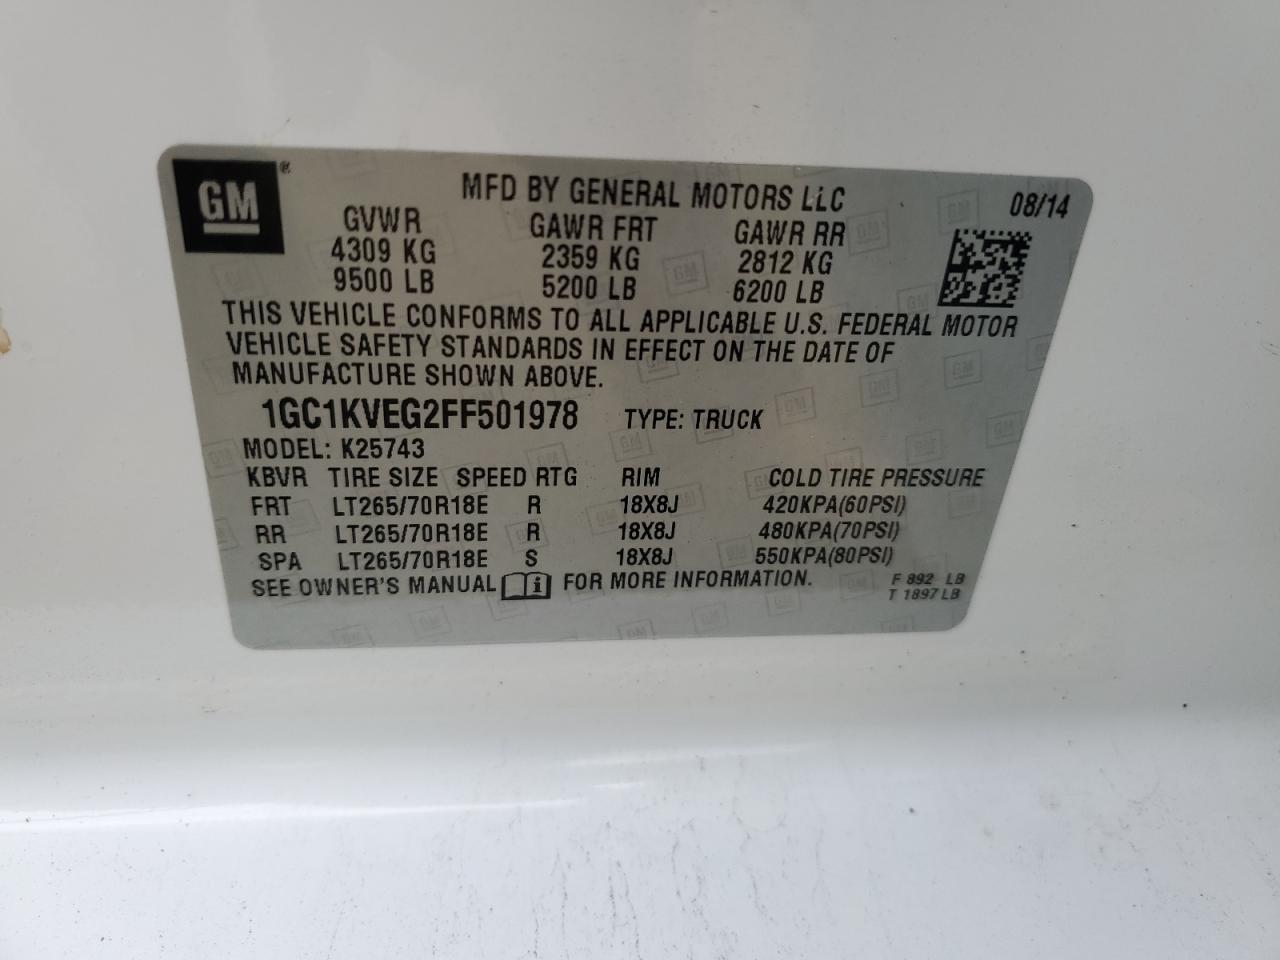 GM ®
MFD BY GENERAL MOTORS LLC 08/14
GVWR GAWR FRT GAWR RR
4309 KG 2359 KG 2812 KG
9500 LB 5200 LB 6200 LB
THIS VEHICLE CONFORMS TO ALL APPLICABLE U.S. FEDERAL MOTOR
VEHICLE SAFETY STANDARDS IN EFFECT ON THE DATE OF
MANUFACTURE SHOWN ABOVE.
1GC1KVEG2FF501978 TYPE: TRUCK
MODEL: K25743
KBVR TIRE SIZE SPEED RTG RIM COLD TIRE PRESSURE
FRT LT265/70R18E R 18X8J 420KPA(60PSI)
RR LT265/70R18E R 18X8J 480KPA(70PSI)
SPA LT265/70R18E S 18X8J 550KPA(80PSI)
SEE OWNER'S MANUAL i FOR MORE INFORMATION. F 892 LB
T 1897 LB